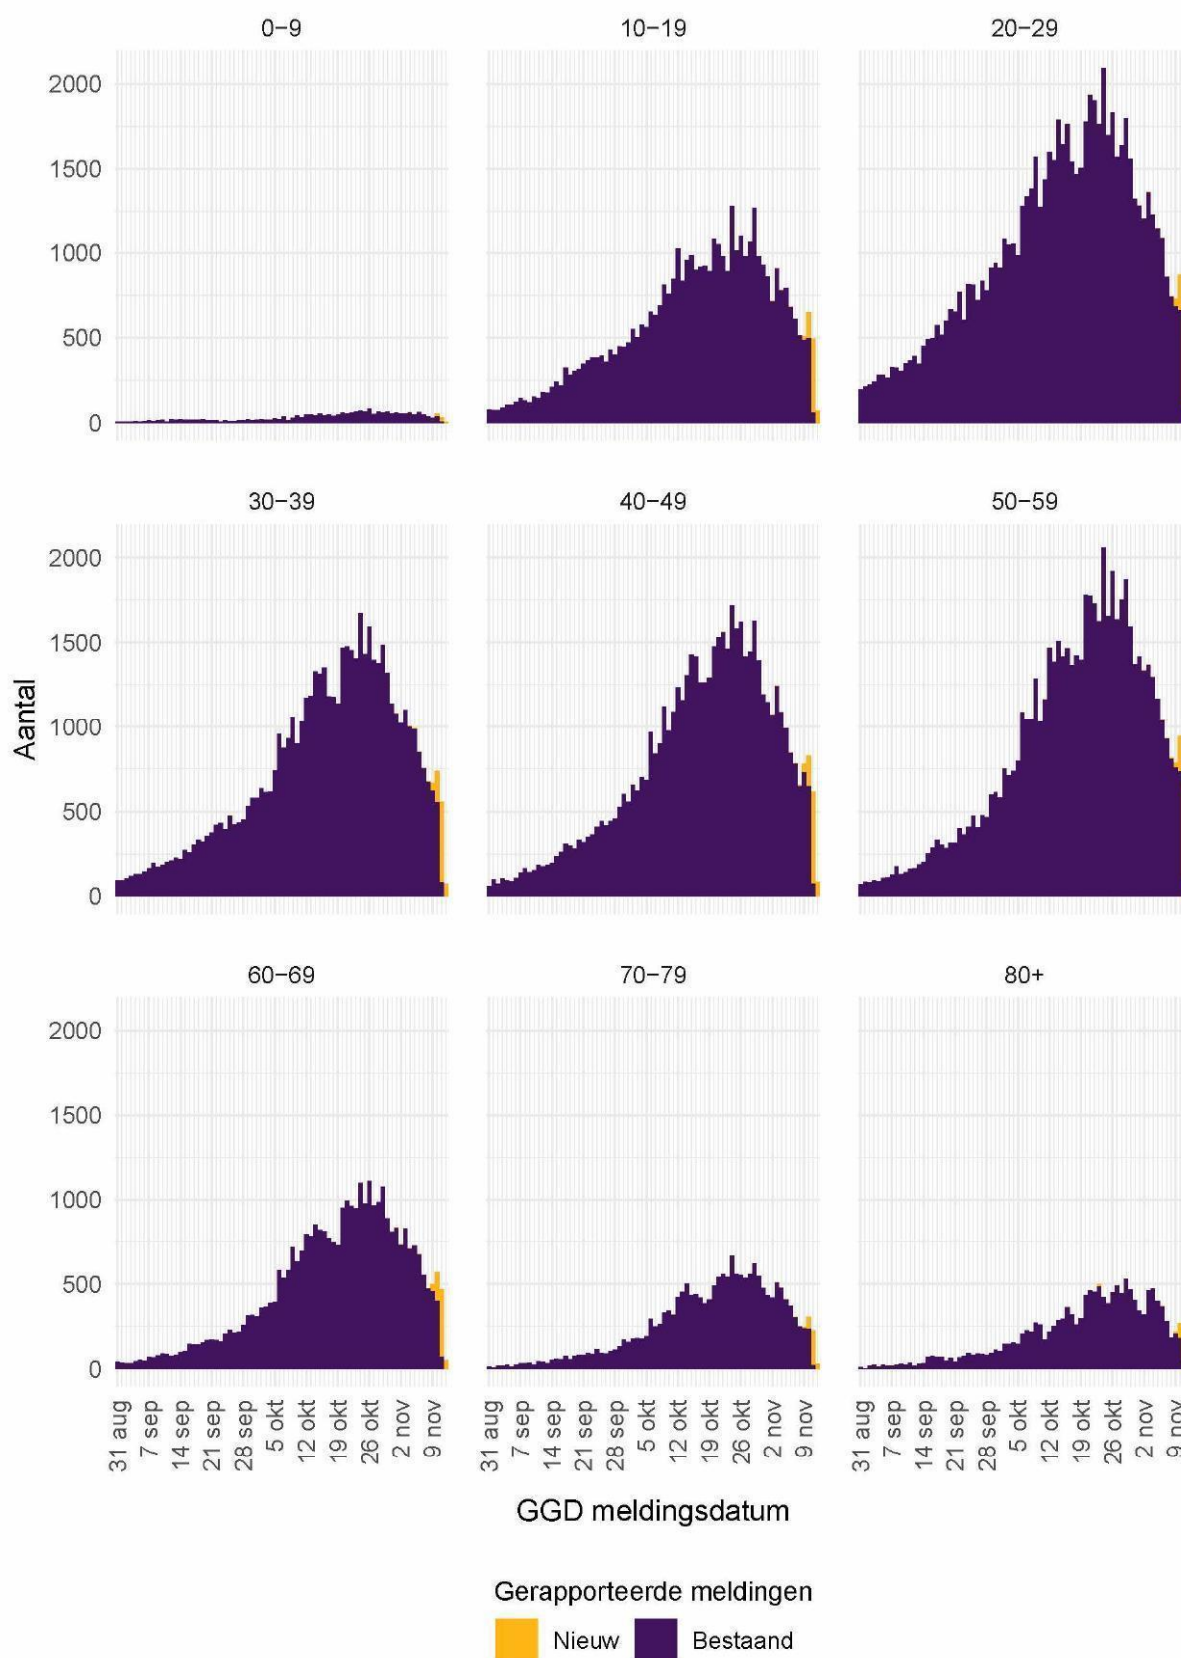 0−9 10−19 20−29
2000
1500
1000
500
0
30−39 40−49 50−59
2000
1500
1000
500
0
Aantal
60−69 70−79 80+
2000
1500
1000
500
0
31 aug 7 sep 14 sep 21 sep 28 sep 5 okt 12 okt 19 okt 26 okt 2 nov 9 nov 31 aug 7 sep 14 sep 21 sep 28 sep 5 okt 12 okt 19 okt 26 okt 2 nov 9 nov 31 aug 7 sep 14 sep 21 sep 28 sep 5 okt 12 okt 19 okt 26 okt 2 nov
GGD meldingsdatum
Gerapporteerde meldingen
Nieuw Bestaand